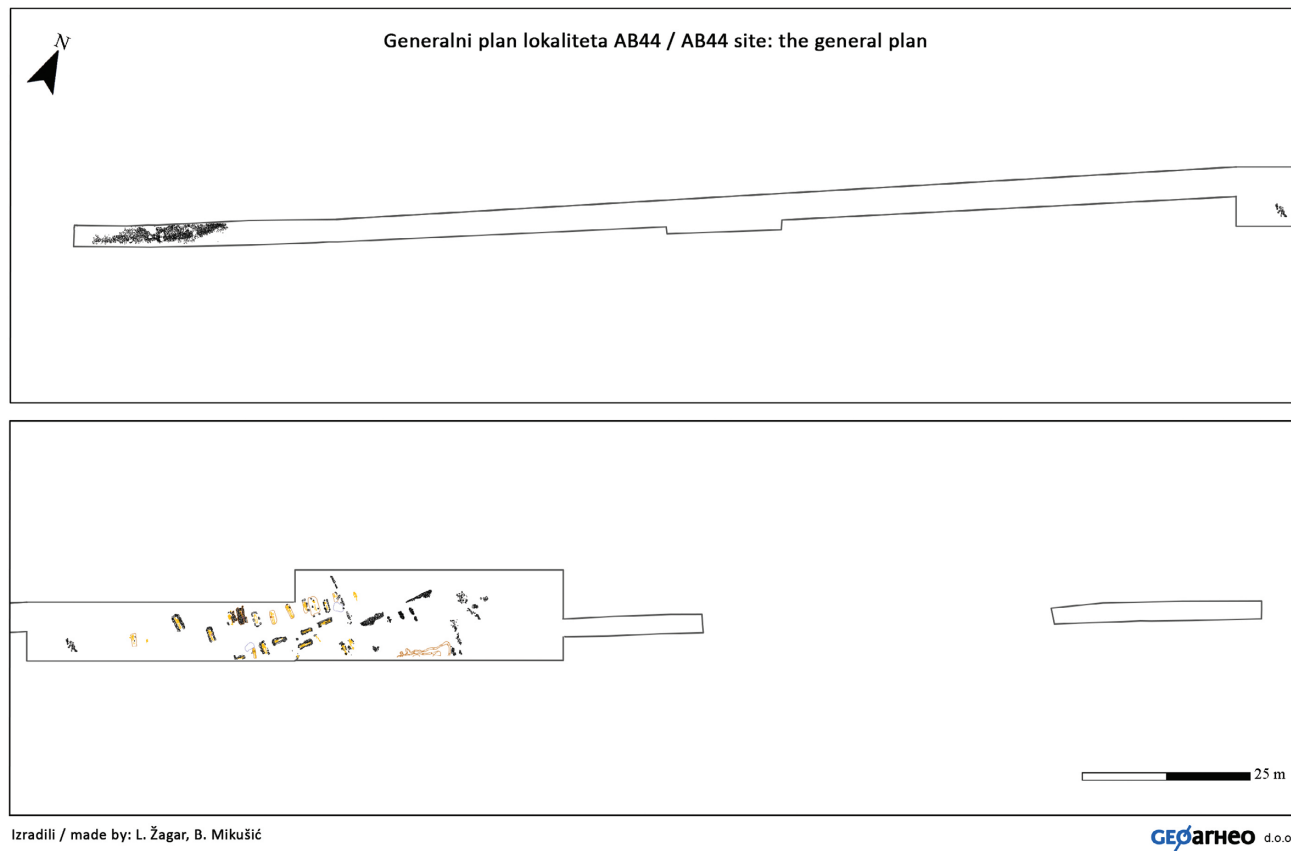 Generalni plan lokaliteta AB44 / AB44 site: the general plan
N
25 m
Izradili / made by: L. Žagar, B. Mikušić
GEOarheo d.o.o